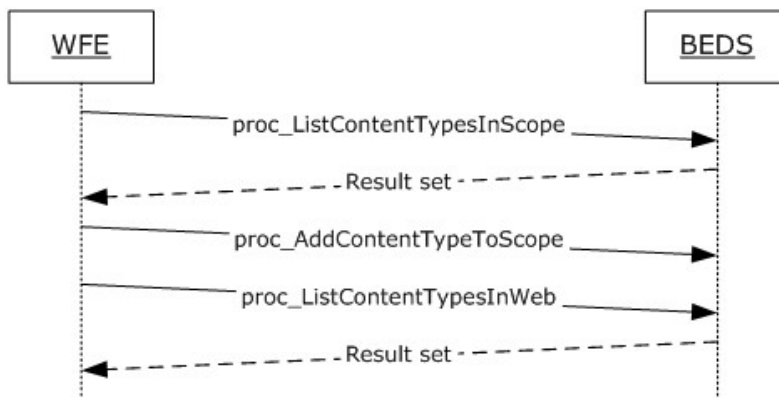 WFE
BEDS
proc_ListContentTypesInScope
Result set
proc_AddContentTypeToScope
proc_ListContentTypesInWeb
Result set